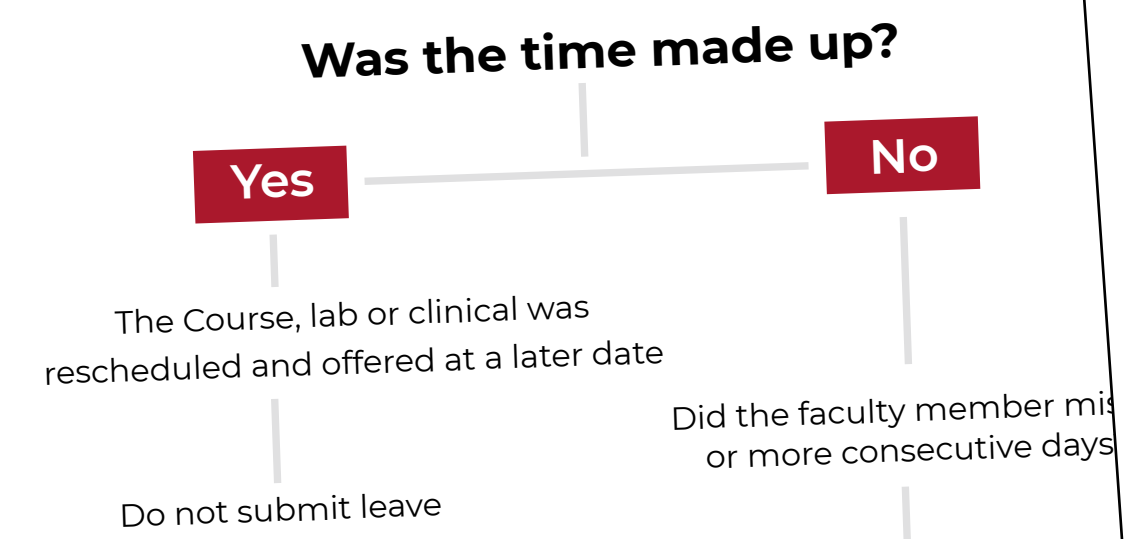 Was the time made up?
Yes
No
The Course, lab or clinical was
rescheduled and offered at a later date
Did the faculty member
or more consecutive days
Do not submit leave